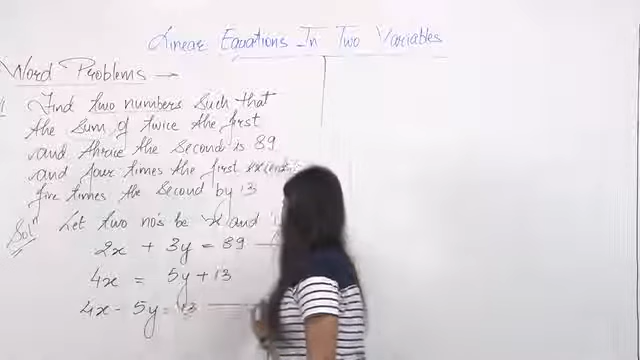 Linear Equations In Two Variables
Word Problems →
Find two numbers such that
the sum of twice the first
and thrice the second is 89
and four times the first
five times the second by 13
Solⁿ Let two no's be 'x' and
2x + 3y = 89
4x = 5y + 13
4x - 5y = 13